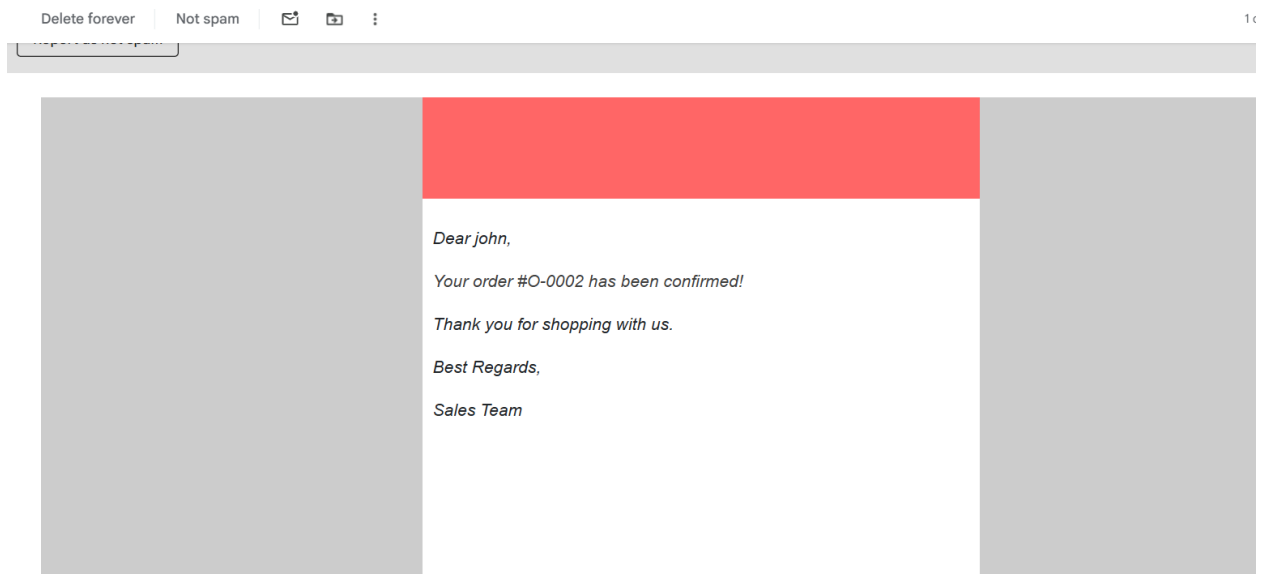 Delete forever Not spam
Dear john,
Your order #O-0002 has been confirmed!
Thank you for shopping with us.
Best Regards,
Sales Team